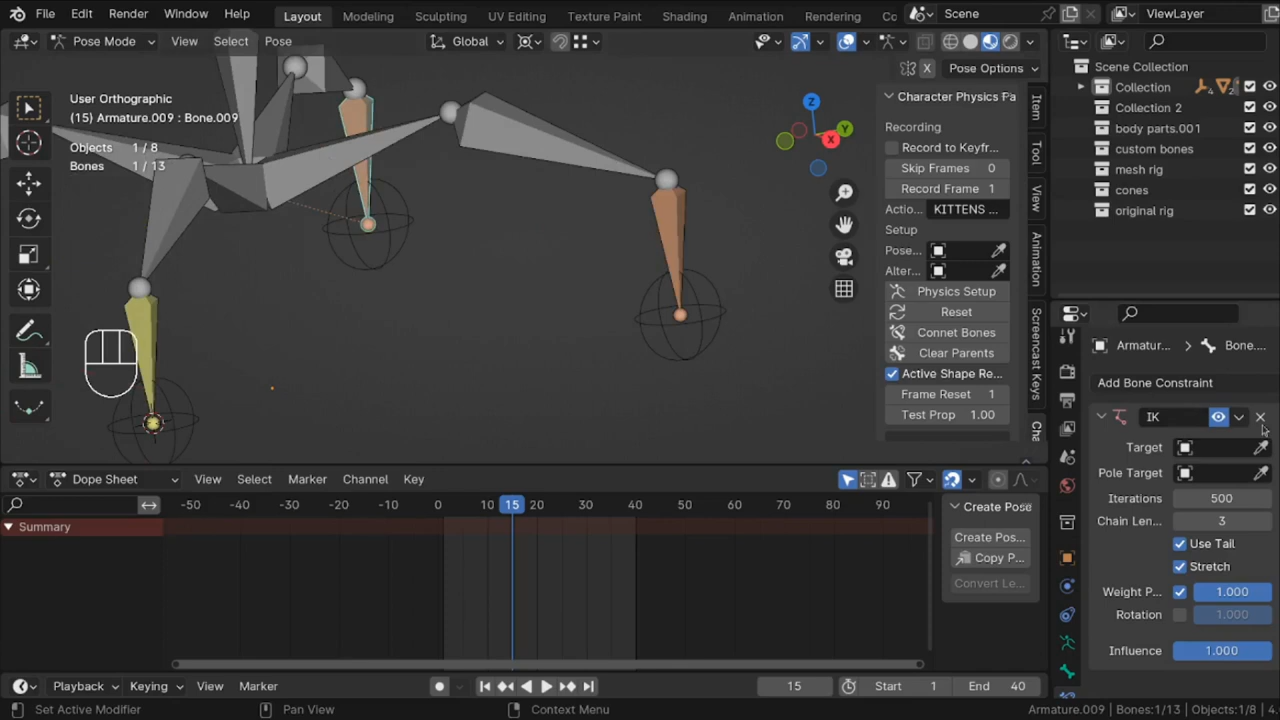 File Edit Render Window Help Layout Modeling Sculpting UV Editing Texture Paint Shading Animation Rendering Co Scene ViewLayer
Pose Mode View Select Pose Global
X Pose Options
User Orthographic
(15) Armature.009 : Bone.009
Objects 1 / 8
Bones 1 / 13
Z
Y
X
Character Physics Pa
Recording
Record to Keyfr...
Skip Frames 0
Record Frame 1
Actio... KITTENS ...
Setup
Pose...
Alter...
Physics Setup
Reset
Connet Bones
Clear Parents
Active Shape Re...
Frame Reset 1
Test Prop 1.00
Item
Tool
View
Animation
Screencast Keys
Cha
Scene Collection
Collection
Collection 2
body parts.001
custom bones
mesh rig
cones
original rig
Armatur... Bone....
Add Bone Constraint
IK
Target
Pole Target
Iterations 500
Chain Len... 3
Use Tail
Stretch
Weight P... 1.000
Rotation 1.000
Influence 1.000
Dope Sheet View Select Marker Channel Key
-50 -40 -30 -20 -10 0 10 15 20 30 40 50 60 70 80 90
Summary
Create Pose
Create Pos...
Copy P...
Convert Le...
Playback Keying View Marker 15 Start 1 End 40
Set Active Modifier Pan View Context Menu Armature.009 | Bones:1/13 | Objects:1/8 | 4.